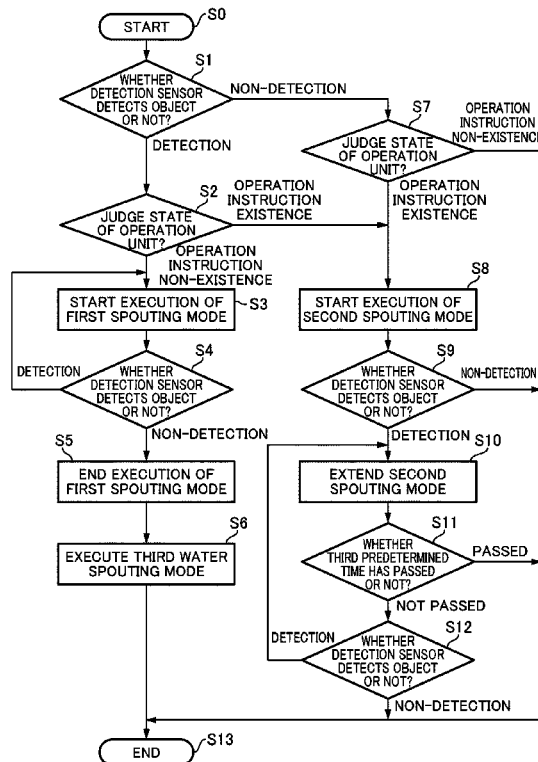 START
S0
S1
WHETHER
DETECTION SENSOR
DETECTS OBJECT
OR NOT?
NON-DETECTION
DETECTION
S7
OPERATION
INSTRUCTION
NON-EXISTENCE
JUDGE STATE
OF OPERATION
UNIT?
S2
OPERATION
INSTRUCTION
EXISTENCE
OPERATION
INSTRUCTION
EXISTENCE
JUDGE STATE
OF OPERATION
UNIT?
OPERATION
INSTRUCTION
NON-EXISTENCE
S3
START EXECUTION OF
FIRST SPOUTING MODE
S8
START EXECUTION OF
SECOND SPOUTING MODE
S4
DETECTION
WHETHER
DETECTION SENSOR
DETECTS OBJECT
OR NOT?
NON-DETECTION
S9
WHETHER
DETECTION SENSOR
DETECTS OBJECT
OR NOT?
NON-DETECTION
DETECTION
S5
END EXECUTION OF
FIRST SPOUTING MODE
S10
EXTEND SECOND
SPOUTING MODE
S6
EXECUTE THIRD WATER
SPOUTING MODE
S11
WHETHER
THIRD PREDETERMINED
TIME HAS PASSED
OR NOT?
PASSED
NOT PASSED
S12
DETECTION
WHETHER
DETECTION SENSOR
DETECTS OBJECT
OR NOT?
NON-DETECTION
END
S13